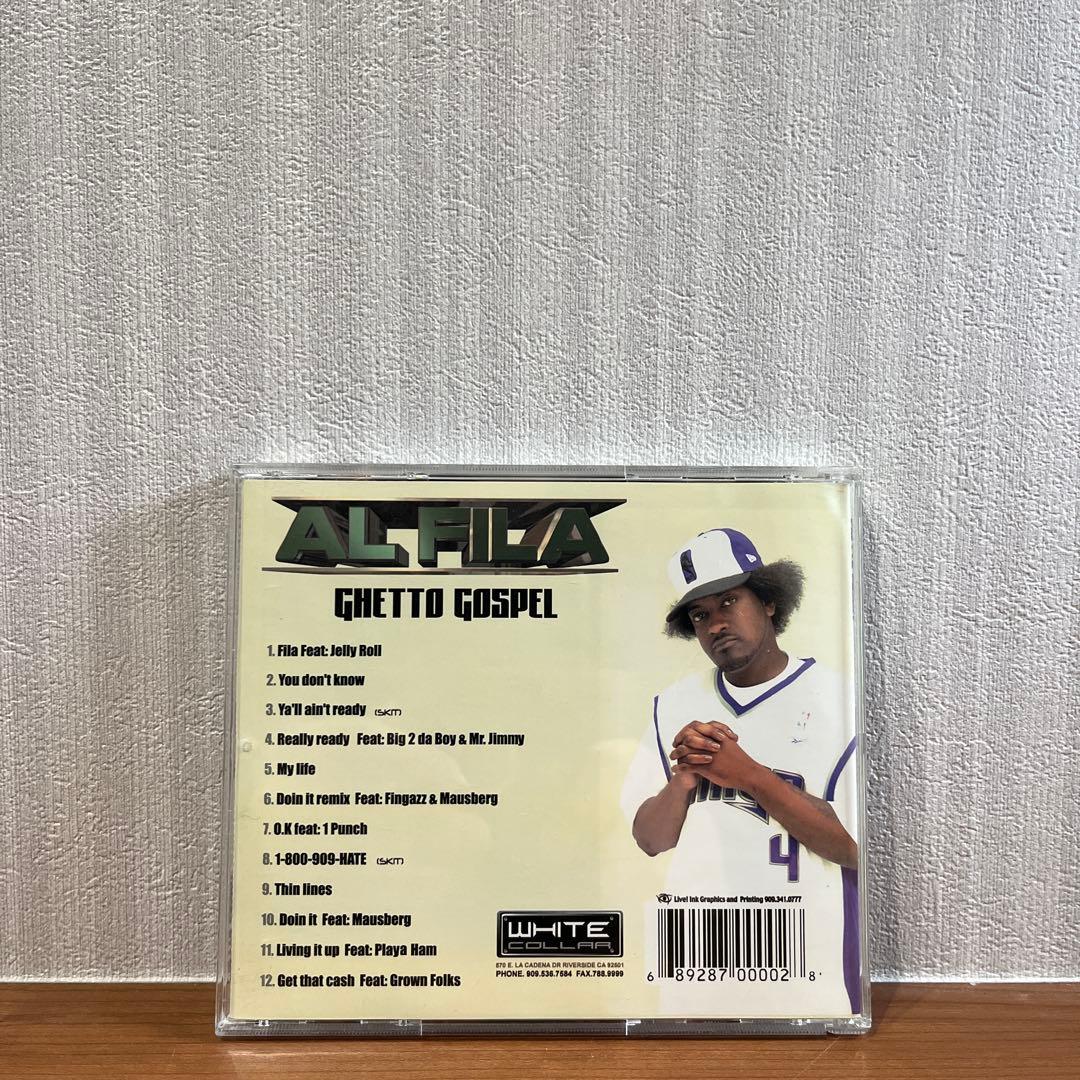 AL FILA
GHETTO GOSPEL
1. Fila Feat: Jelly Roll
2. You don't know
3. Ya'll ain't ready (SKIT)
4. Really ready Feat: Big 2 da Boy & Mr. Jimmy
5. My life
6. Doin it remix Feat: Fingazz & Mausberg
7. O.K feat: 1 Punch
8. 1-800-909-HATE (SKIT)
9. Thin lines
10. Doin it Feat: Mausberg
11. Living it up Feat: Playa Ham
12. Get that cash Feat: Grown Folks
4
WHITE
COLLAR
870 E. LA CADENA DR RIVERSIDE CA 92501
PHONE. 909.536.7584 FAX.788.9999
Live! Ink Graphics and Printing 909.341.0777
6 89287 00002 8